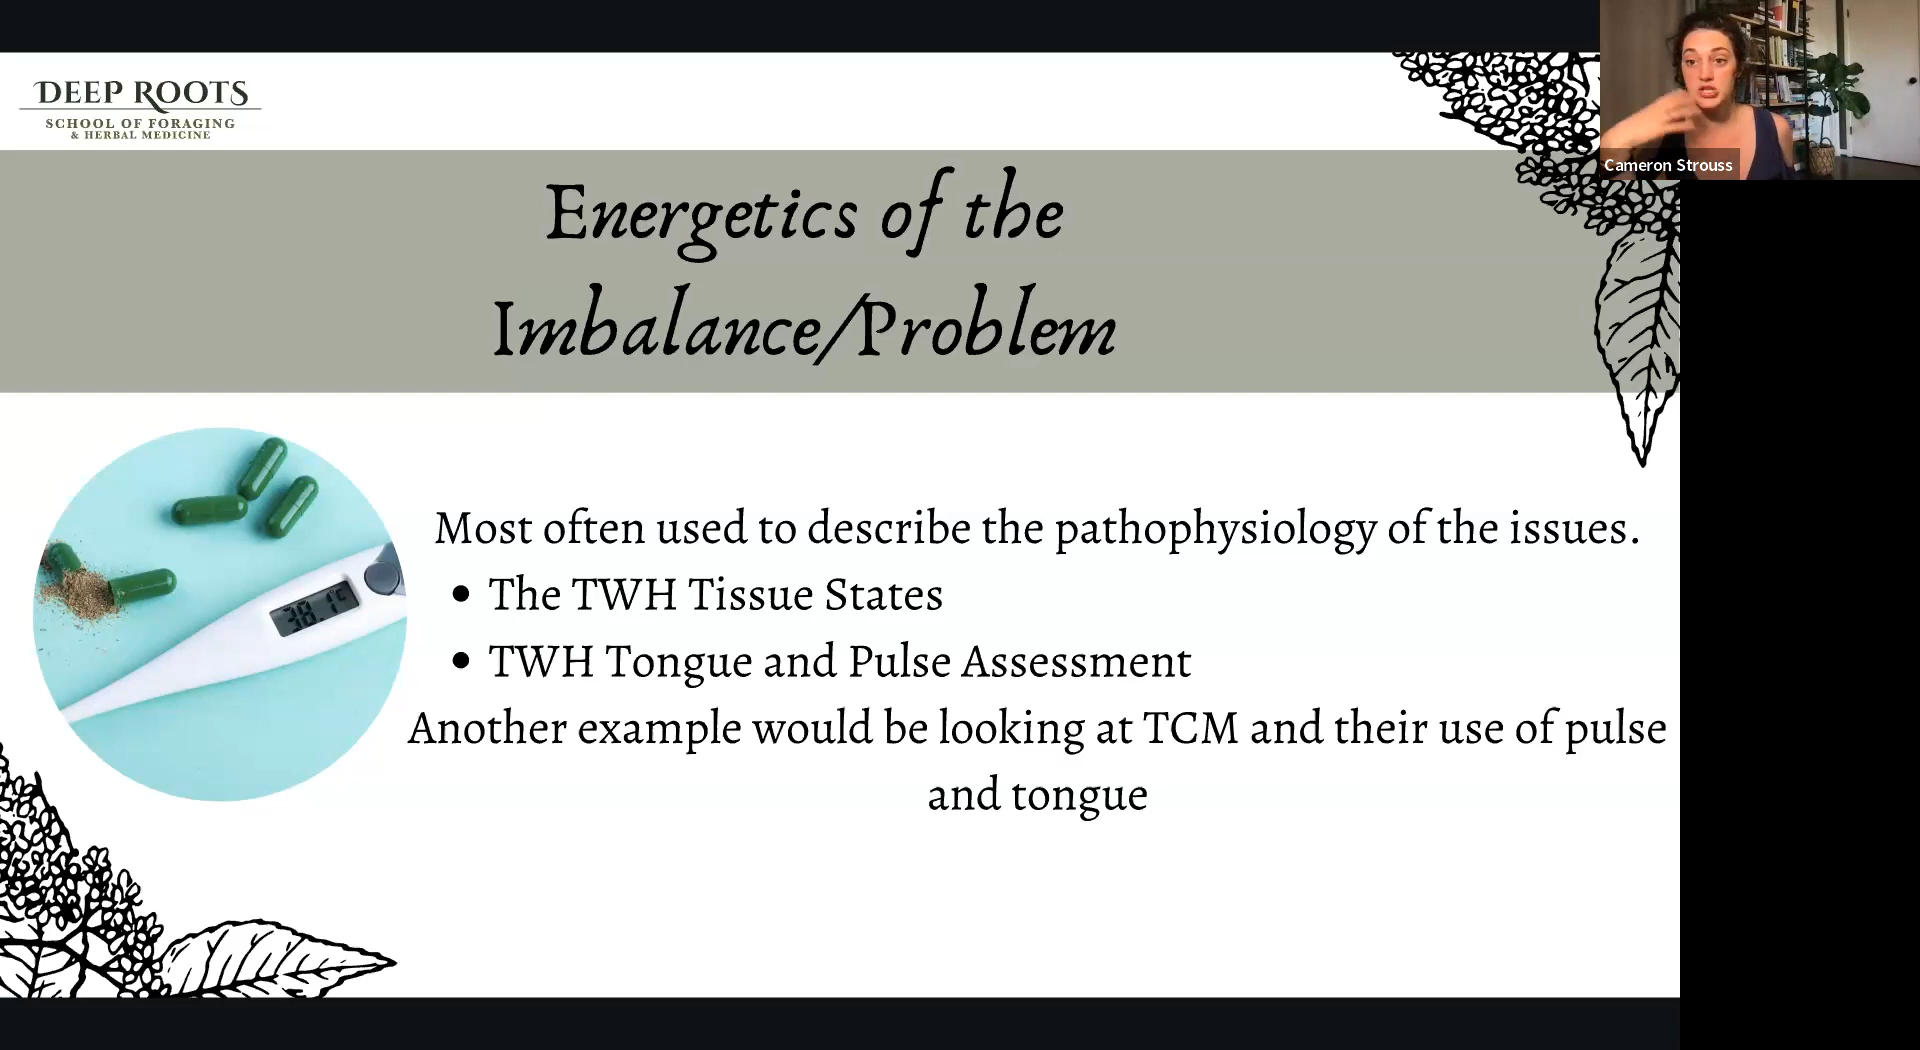 DEEP ROOTS
SCHOOL OF FORAGING
& HERBAL MEDICINE
Cameron Strouss
Energetics of the
Imbalance/Problem
38.1°C
Most often used to describe the pathophysiology of the issues.
• The TWH Tissue States
• TWH Tongue and Pulse Assessment
Another example would be looking at TCM and their use of pulse
and tongue